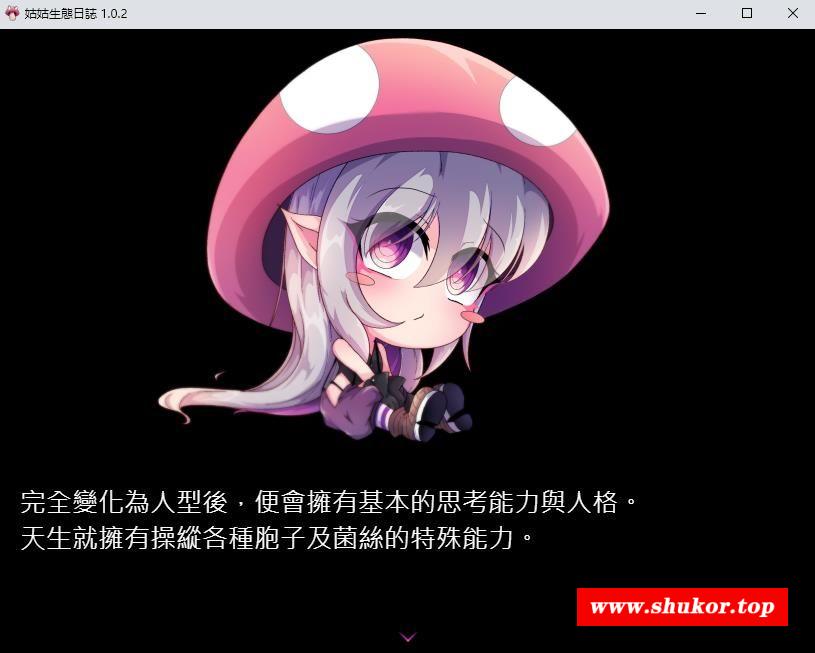 姑姑生態日誌 1.0.2
完全變化為人型後，便會擁有基本的思考能力與人格。
天生就擁有操縱各種胞子及菌絲的特殊能力。
www.shukor.top